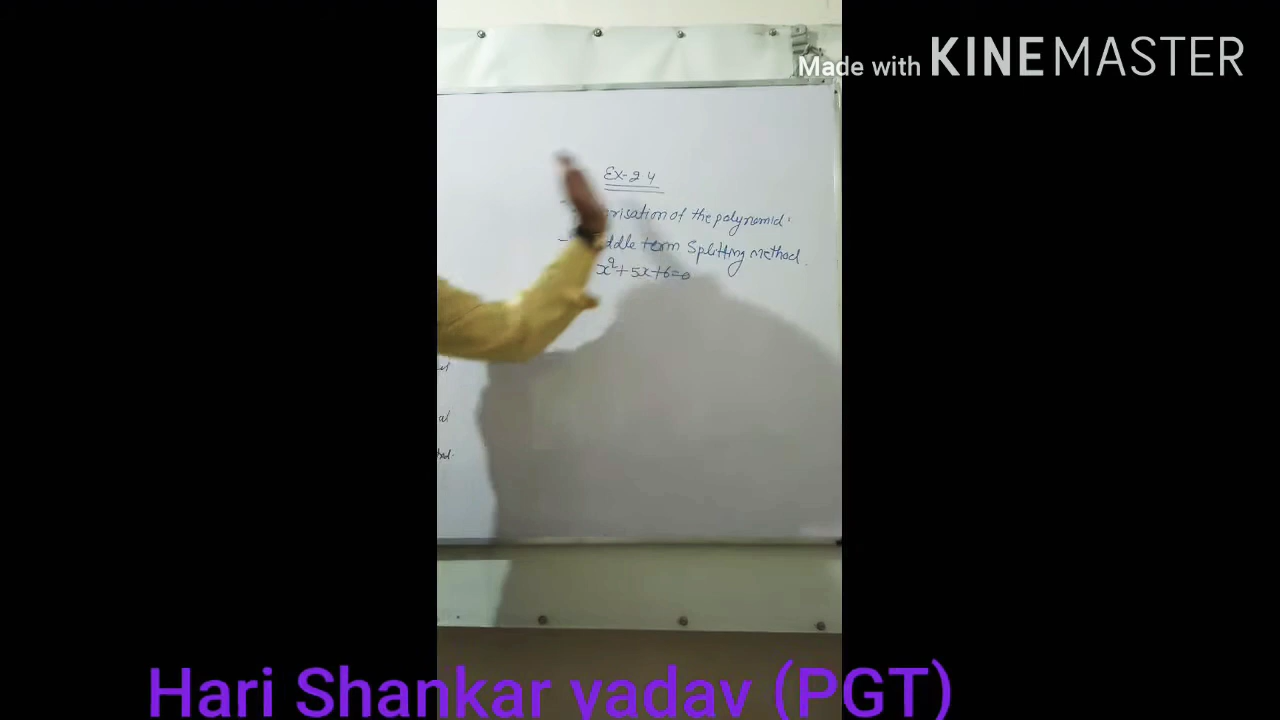 Made with KINEMASTER
Ex-2 4
risation of the polynomial
ddle term Splitting method.
x²+5x+6=0
Hari Shankar yadav (PGT)